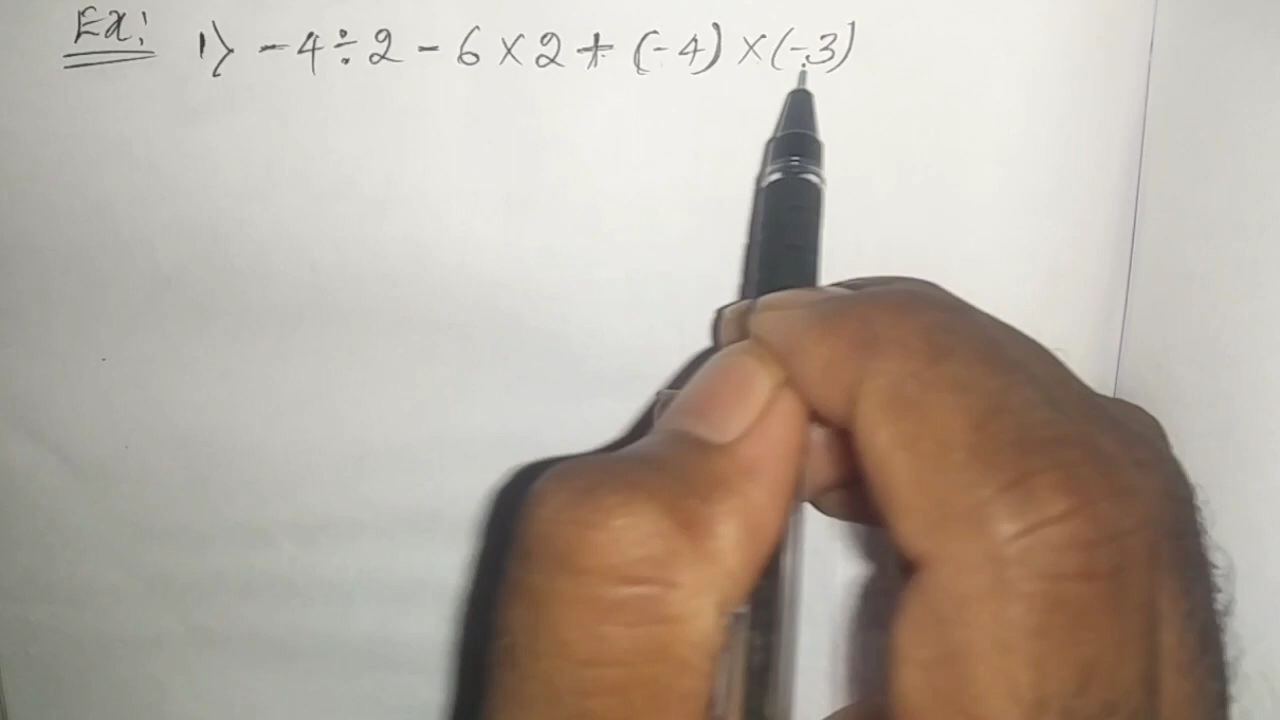 Ex: 1) -4 ÷ 2 - 6 × 2 + (-4) × (-3)